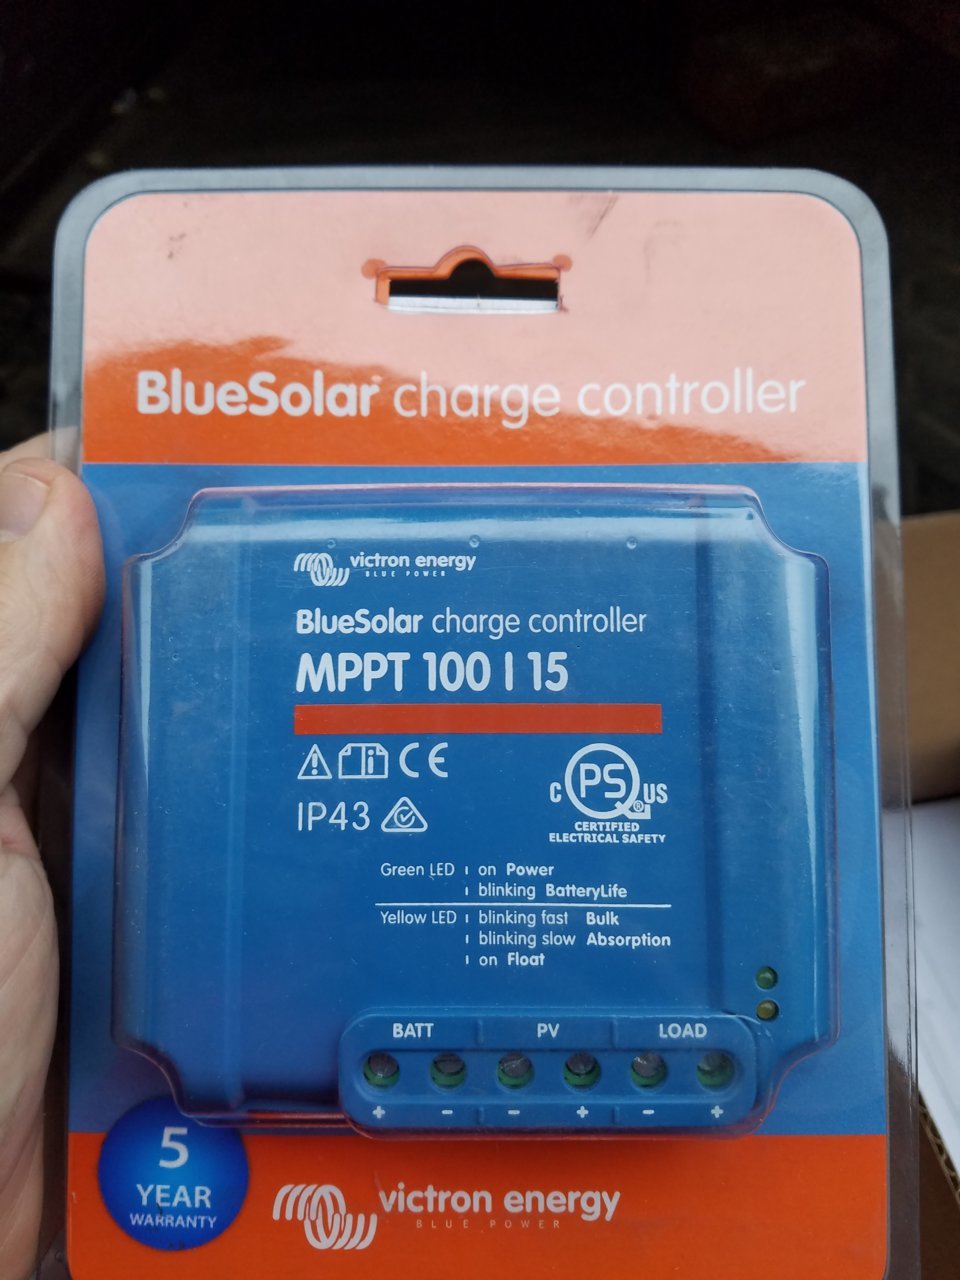 BlueSolar charge controller
victron energy
BLUE POWER
BlueSolar charge controller
MPPT 100 | 15
CE
IP43
c PS US
®
CERTIFIED
ELECTRICAL SAFETY
Green LED ı on Power
ı blinking BatteryLife
Yellow LED ı blinking fast Bulk
ı blinking slow Absorption
ı on Float
BATT PV LOAD
+ - - + - +
5
YEAR
WARRANTY
victron energy
BLUE POWER